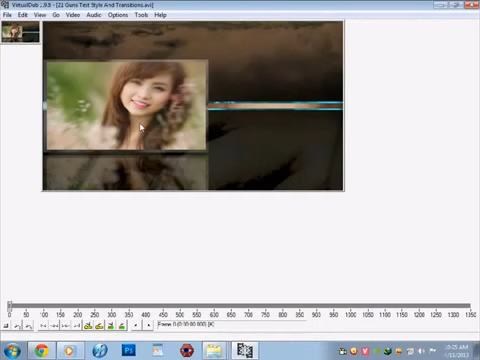 VirtualDub 1.9.8 - [21 Guns Test Style And Transitions.avi]
File Edit View Go Video Audio Options Tools Help
0 50 100 150 200 250 300 350 400 450 500 550 600 650 700 750 800 850 900 950 1000 1050 1100 1150 1200 1250 1300 1350
Frame 0 (0:00:00.000) [K]